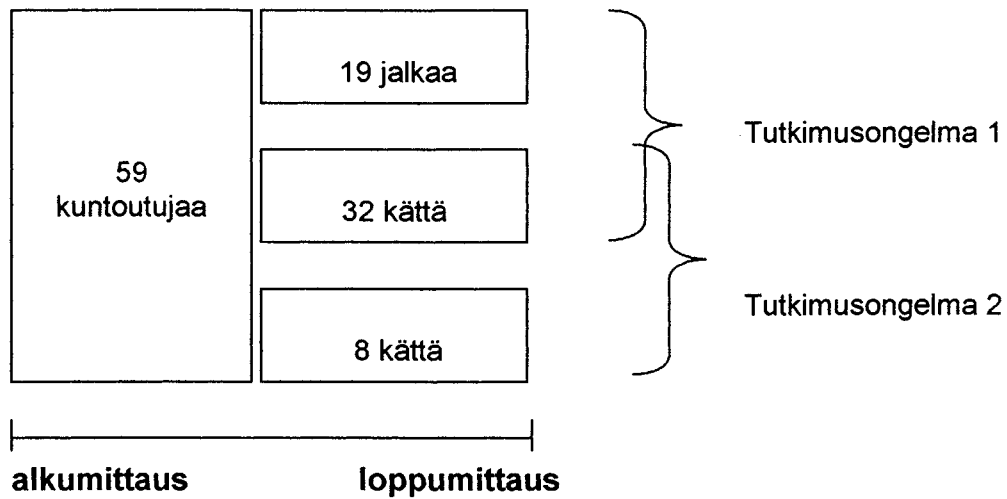 19 jalkaa
Tutkimusongelma 1
59
kuntoutujaa
32 kättä
Tutkimusongelma 2
8 kättä
alkumittaus
loppumittaus